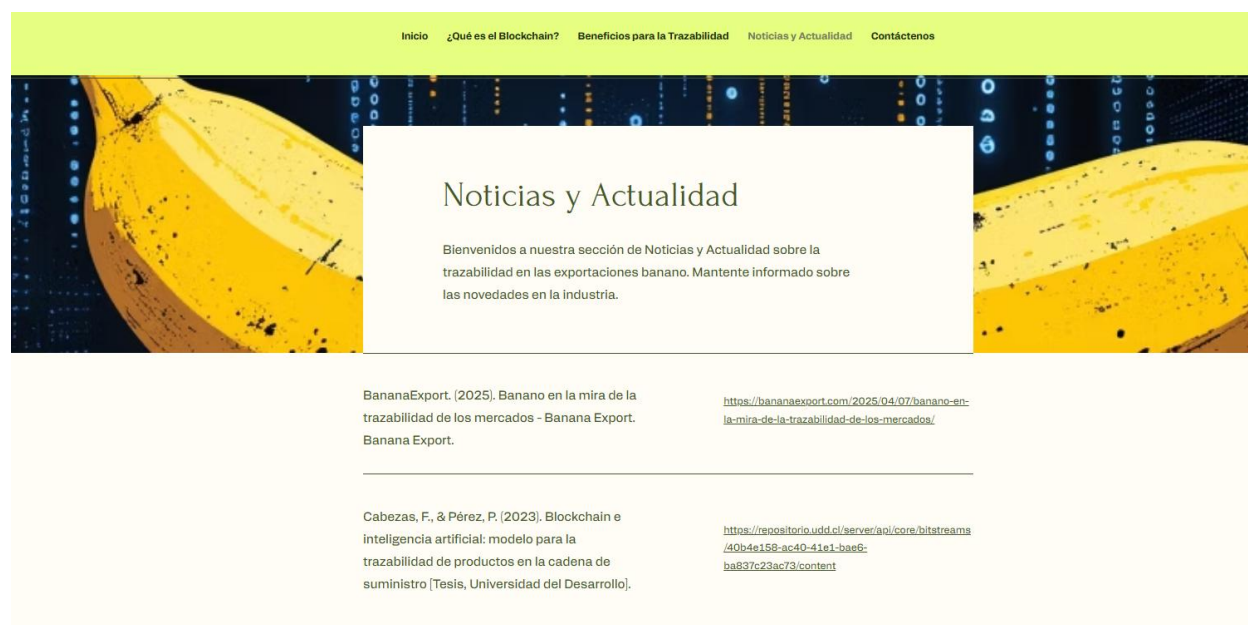 Inicio ¿Qué es el Blockchain? Beneficios para la Trazabilidad Noticias y Actualidad Contáctenos
Noticias y Actualidad
Bienvenidos a nuestra sección de Noticias y Actualidad sobre la
trazabilidad en las exportaciones banano. Mantente informado sobre
las novedades en la industria.
BananaExport. (2025). Banano en la mira de la
trazabilidad de los mercados - Banana Export.
Banana Export.
https://bananaexport.com/2025/04/07/banano-en-
la-mira-de-la-trazabilidad-de-los-mercados/
Cabezas, F., & Pérez, P. (2023). Blockchain e
inteligencia artificial: modelo para la
trazabilidad de productos en la cadena de
suministro [Tesis, Universidad del Desarrollo].
https://repositorio.udd.cl/server/api/core/bitstreams
/40b4e158-ac40-41e1-bae6-
ba837c23ac73/content